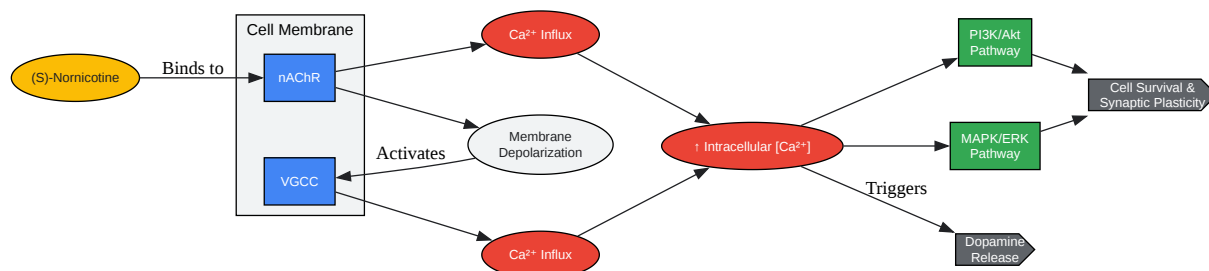 Cell Membrane
(S)-Nornicotine
Binds to
nAChR
VGCC
Ca²⁺ Influx
Membrane
Depolarization
Activates
Ca²⁺ Influx
↑ Intracellular [Ca²⁺]
PI3K/Akt
Pathway
MAPK/ERK
Pathway
Triggers
Dopamine
Release
Cell Survival &
Synaptic Plasticity